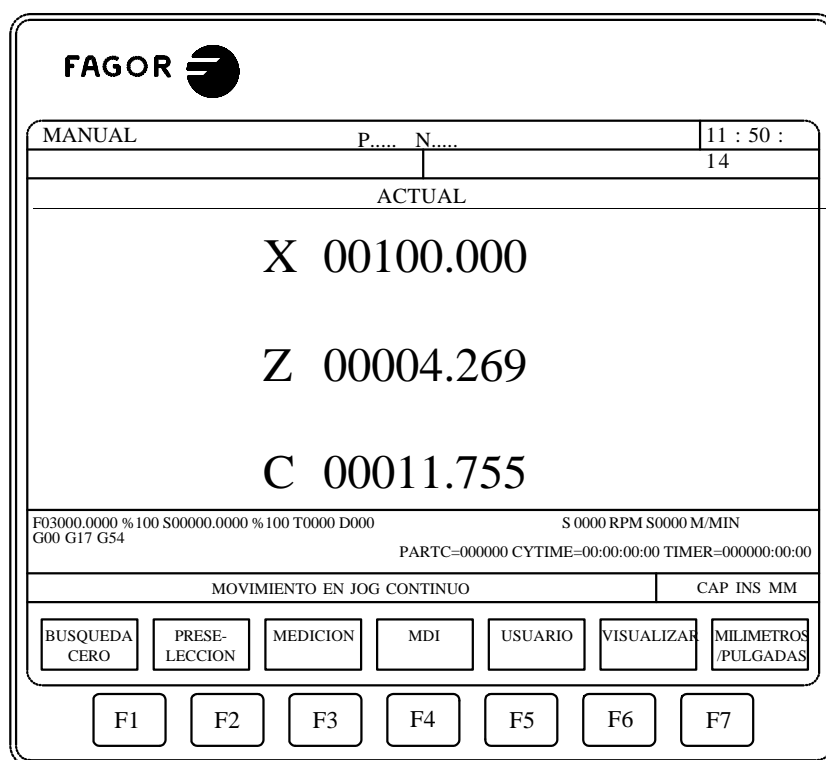 FAGOR
MANUAL P..... N..... 11 : 50 :
14
ACTUAL
X 00100.000
Z 00004.269
C 00011.755
F03000.0000 %100 S00000.0000 %100 T0000 D000 S 0000 RPM S0000 M/MIN
G00 G17 G54
PARTC=000000 CYTIME=00:00:00:00 TIMER=000000:00:00
MOVIMIENTO EN JOG CONTINUO CAP INS MM
BUSQUEDA PRESE- MEDICION MDI USUARIO VISUALIZAR MILIMETROS
CERO LECCION /PULGADAS
F1 F2 F3 F4 F5 F6 F7